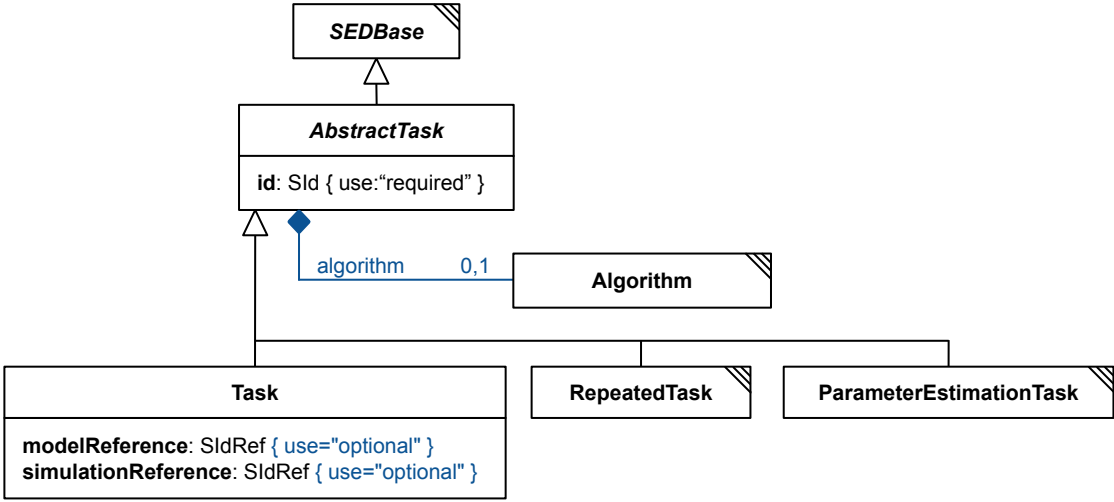 SEDBase
AbstractTask
id: SId { use:“required” }
algorithm 0,1
Algorithm
Task
RepeatedTask
ParameterEstimationTask
modelReference: SIdRef { use="optional" }
simulationReference: SIdRef { use="optional" }